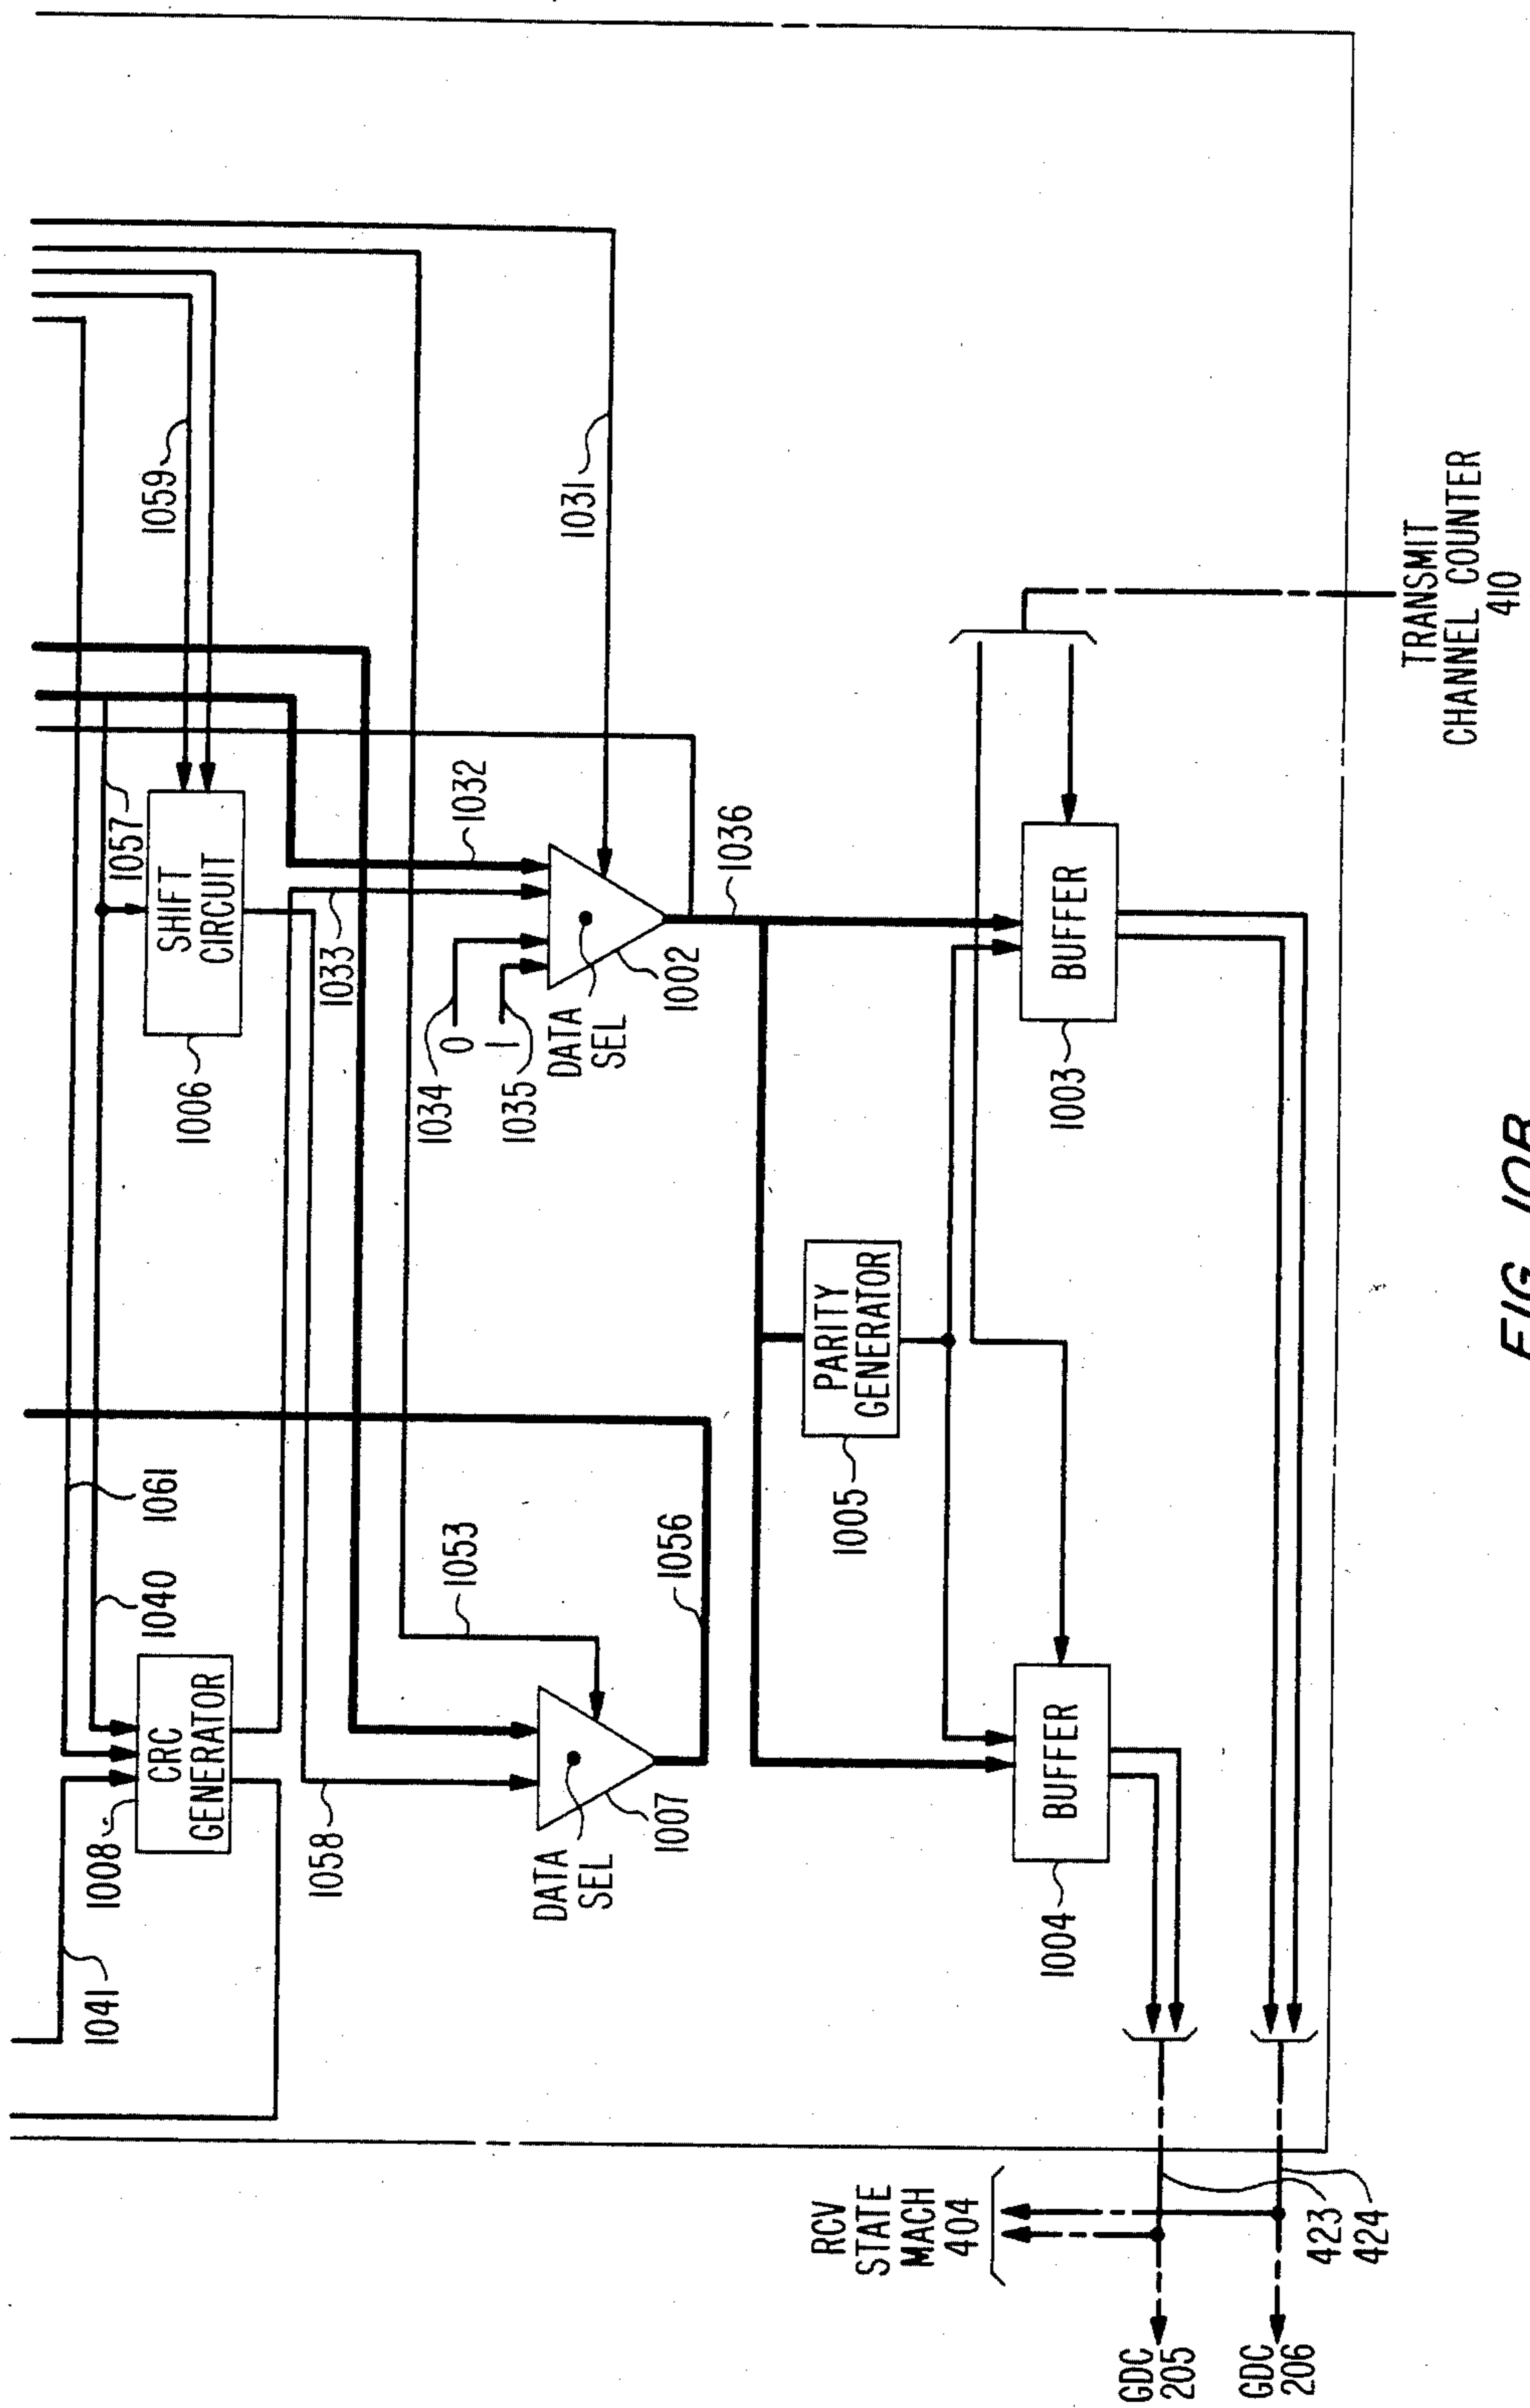 1041
1008
CRC
GENERATOR
1040
1061
1006
SHIFT
CIRCUIT
1057
1059
1058
1033
1053
1034
0
1032
1035
1
DATA
SEL
1007
1056
DATA
SEL
1002
1031
1036
1005
PARITY
GENERATOR
1004
BUFFER
1003
BUFFER
RCV
STATE
MACH
404
GDC
205
GDC
206
423
424
TRANSMIT
CHANNEL COUNTER
410
FIG. 10B